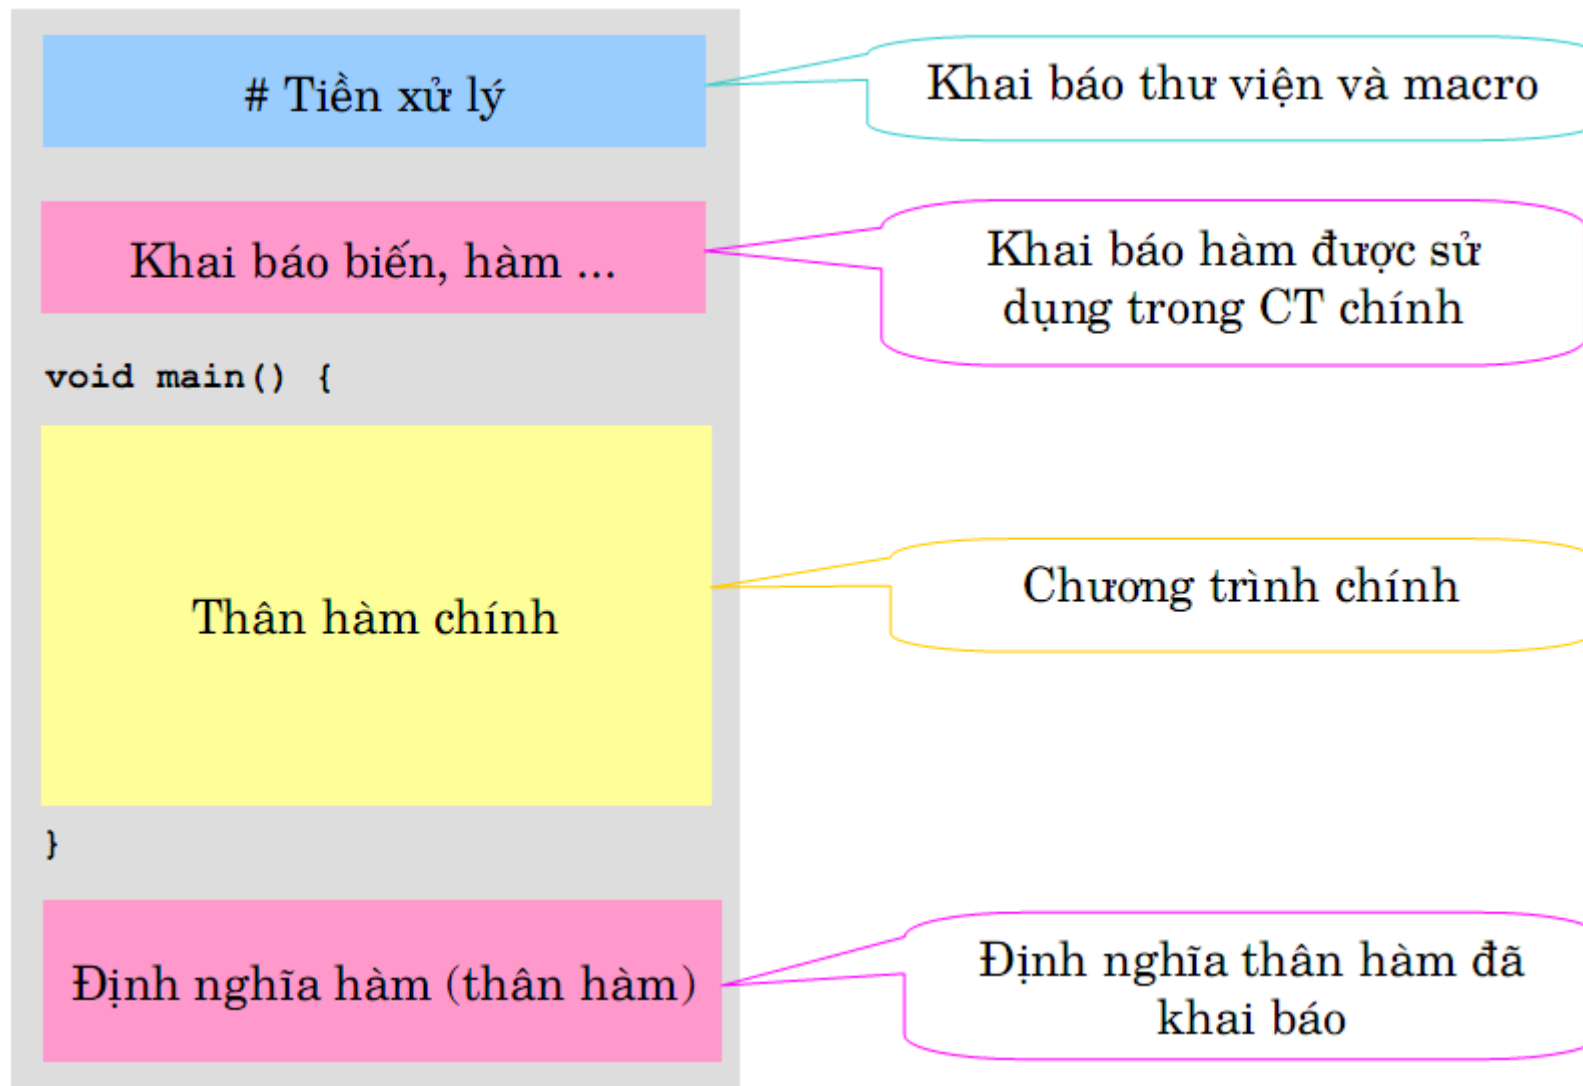 # Tiền xử lý
Khai báo thư viện và macro
Khai báo biến, hàm ...
Khai báo hàm được sử
dụng trong CT chính
void main() {
Thân hàm chính
Chương trình chính
}
Định nghĩa hàm (thân hàm)
Định nghĩa thân hàm đã
khai báo